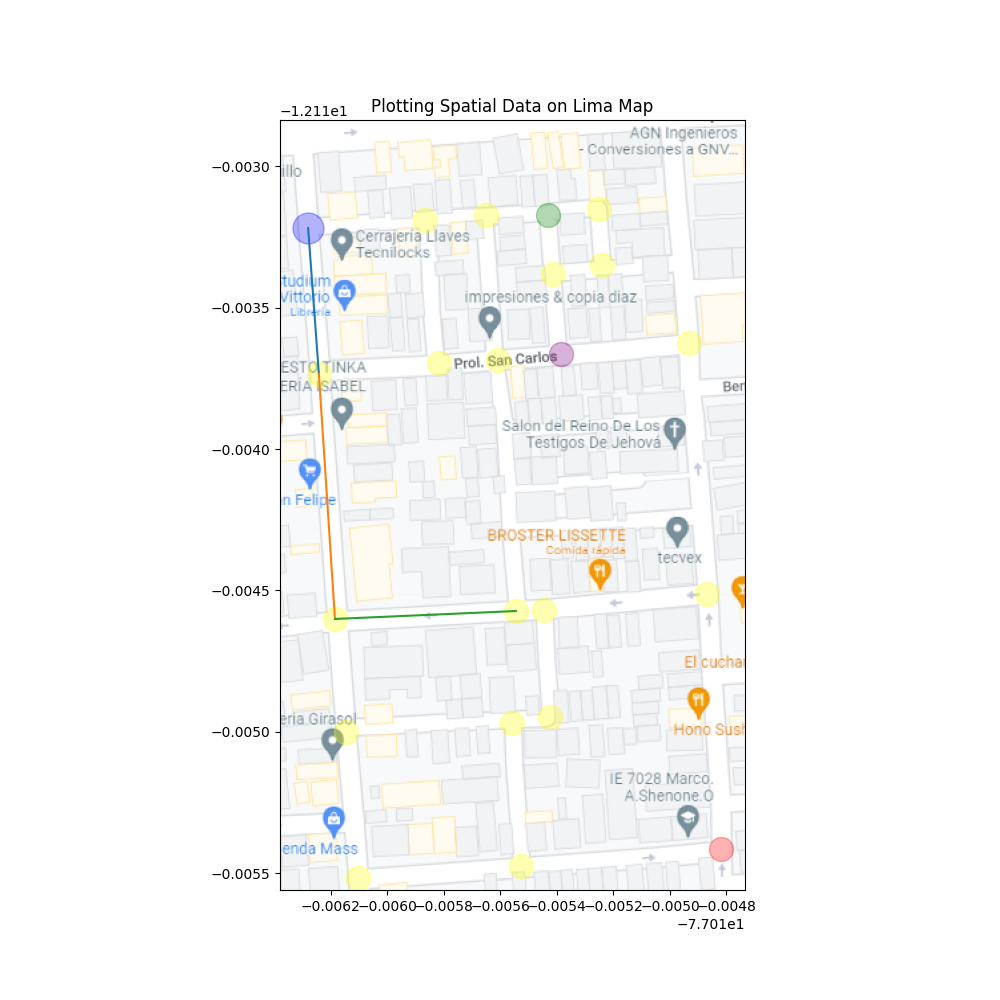 Plotting Spatial Data on Lima Map
−1.211e1
AGN Ingenieros
- Conversiones a GNV...
illo
−0.0030
Cerrajería Llaves
Tecnilocks
tudium
Vittorio
Librería
impresiones & copia diaz
−0.0035
Prol. San Carlos
ESTO TINKA
ERÍA ISABEL
Ber
Salon del Reino De Los
Testigos De Jehová
−0.0040
n Felipe
BROSTER LISSETTE
Comida rápida
tecvex
−0.0045
El cuchar
eria Girasol
Hono Sush
−0.0050
IE 7028 Marco.
A.Shenone.O
enda Mass
−0.0055
−0.0062 −0.0060 −0.0058 −0.0056 −0.0054 −0.0052 −0.0050 −0.0048
−7.701e1